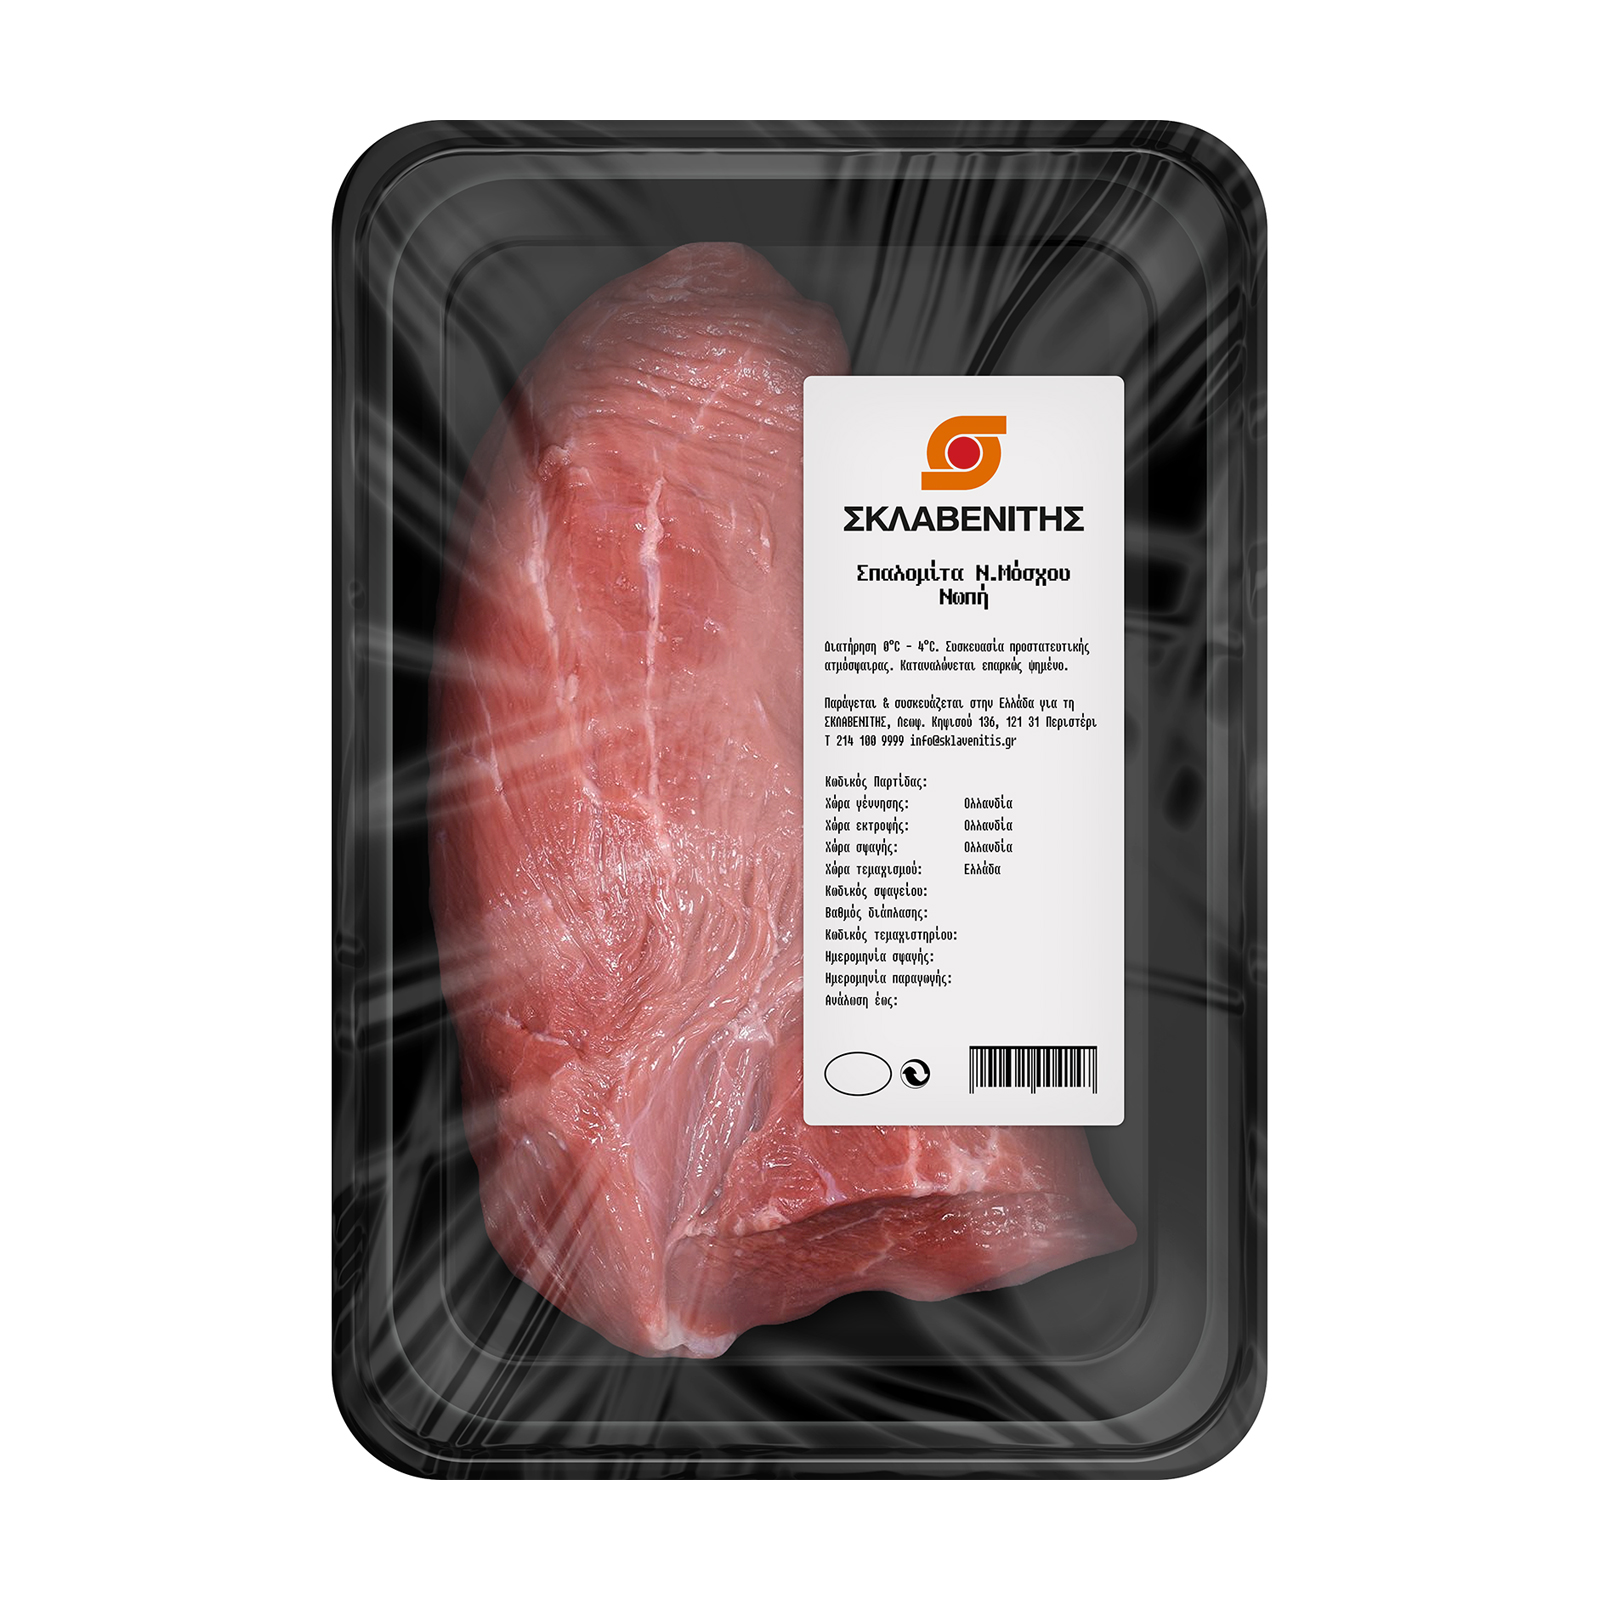 ΣΚΛΑΒΕΝΙΤΗΣ
Σπαλομίτα Ν.Μόσχου
Νωπή
Διατήρηση 0°C - 4°C. Συσκευασία προστατευτικής
ατμόσφαιρας. Καταναλώνεται επαρκώς ψημένο.
Παράγεται & συσκευάζεται στην Ελλάδα για τη
ΣΚΛΑΒΕΝΙΤΗΣ, Λεωφ. Κηφισού 136, 121 31 Περιστέρι
Τ 214 100 9999 info@sklavenitis.gr
Κωδικός Παρτίδας:
Χώρα γέννησης: Ολλανδία
Χώρα εκτροφής: Ολλανδία
Χώρα σφαγής: Ολλανδία
Χώρα τεμαχισμού: Ελλάδα
Κωδικός σφαγείου:
Βαθμός διάπλασης:
Κωδικός τεμαχιστηρίου:
Ημερομηνία σφαγής:
Ημερομηνία παραγωγής:
Ανάλωση έως: